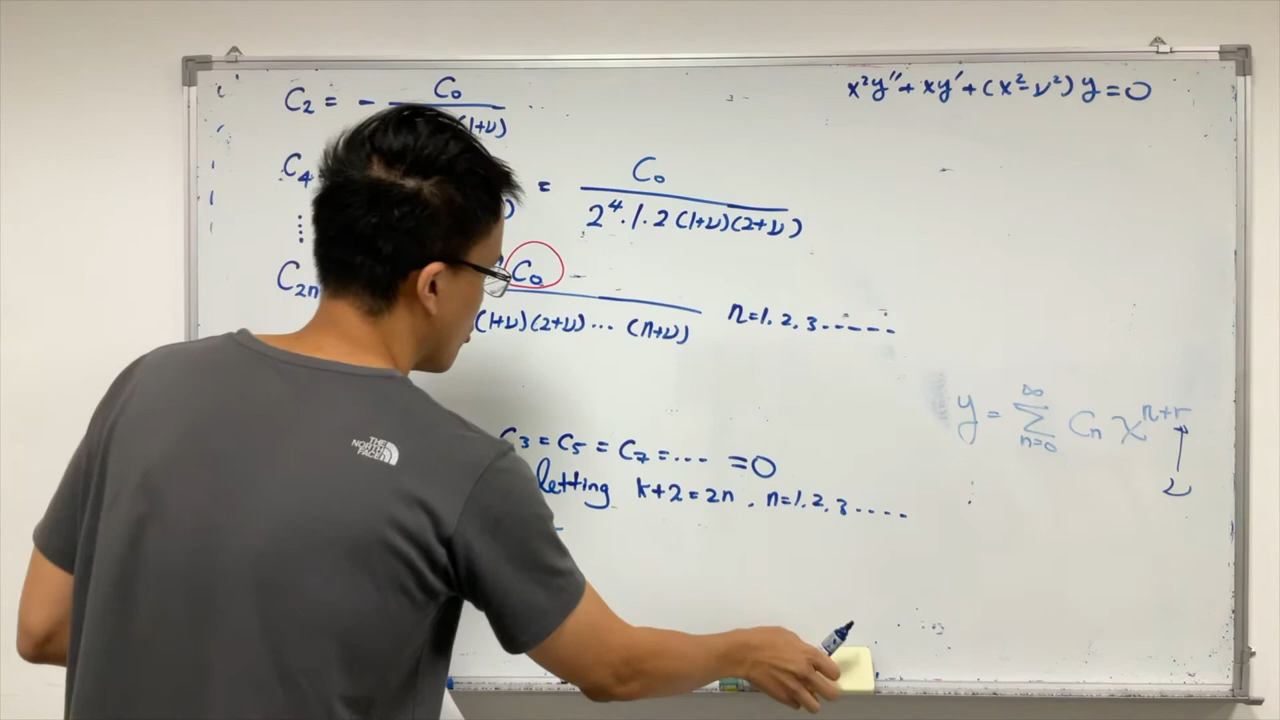 C₂ = - C₀ / (1+ν)
x²y″ + xy′ + (x²-ν²) y = 0
C₄ = C₀ / 2⁴·1·2(1+ν)(2+ν)
⋮
C₂ₙ C₀ / (1+ν)(2+ν)··· (n+ν) n=1, 2, 3 ·····
y = ∑ₙ₌₀^∞ Cₙ x^(n+r)
ν
C₃ = C₅ = C₇ = ··· = 0
letting k+2=2n, n=1, 2, 3 ····
THE
NORTH
FACE